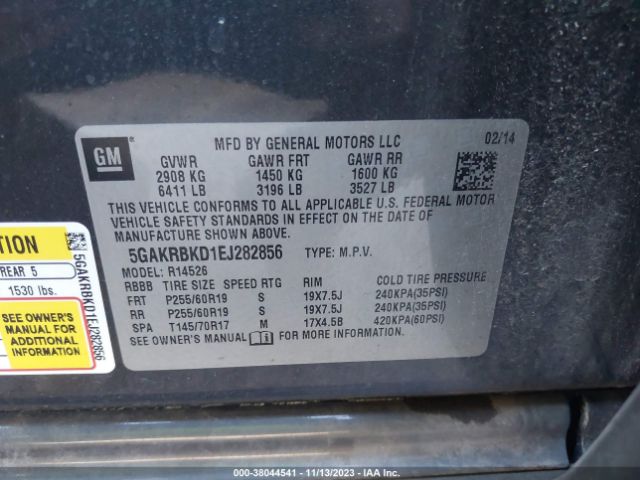 GM
MFD BY GENERAL MOTORS LLC
02/14
GVWR GAWR FRT GAWR RR
2908 KG 1450 KG 1600 KG
6411 LB 3196 LB 3527 LB
THIS VEHICLE CONFORMS TO ALL APPLICABLE U.S. FEDERAL MOTOR
VEHICLE SAFETY STANDARDS IN EFFECT ON THE DATE OF
MANUFACTURE SHOWN ABOVE.
5GAKRBKD1EJ282856 TYPE: M.P.V.
MODEL: R14526
RBBB TIRE SIZE SPEED RTG RIM COLD TIRE PRESSURE
FRT P255/60R19 S 19X7.5J 240KPA(35PSI)
RR P255/60R19 S 19X7.5J 240KPA(35PSI)
SPA T145/70R17 M 17X4.5B 420KPA(60PSI)
SEE OWNER'S MANUAL FOR MORE INFORMATION.
TION
REAR 5
1530 lbs.
SEE OWNER'S
MANUAL FOR
ADDITIONAL
INFORMATION
5GAKRBKD1EJ282856
000-38044541 - 11/13/2023 - IAA Inc.